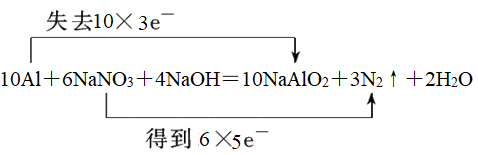 失去10×3e⁻
10Al+6NaNO₃+4NaOH=10NaAlO₂+3N₂↑+2H₂O
得到 6×5e⁻